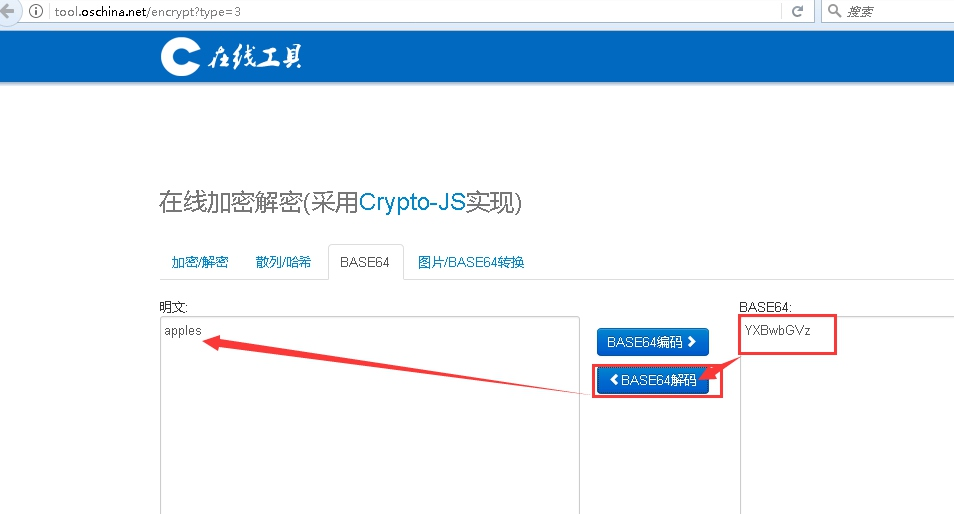 tool.oschina.net/encrypt?type=3
搜索
在线工具
在线加密解密(采用Crypto-JS实现)
加密/解密 散列/哈希 BASE64 图片/BASE64转换
明文: BASE64:
apples YXBwbGVz
BASE64编码
BASE64解码